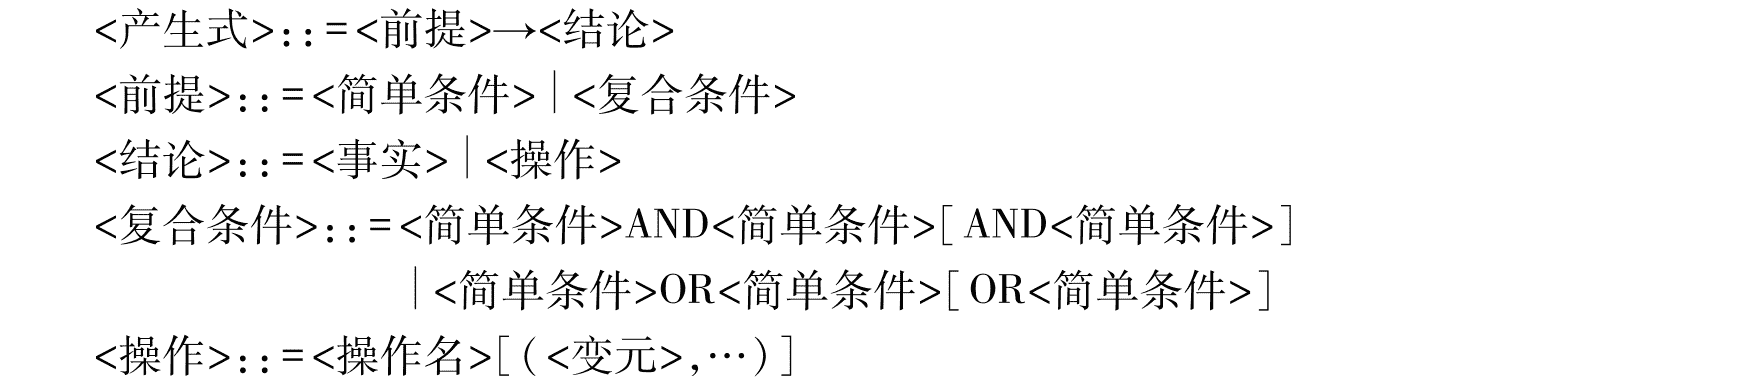 <产生式>::=<前提>→<结论>
<前提>::=<简单条件>|<复合条件>
<结论>::=<事实>|<操作>
<复合条件>::=<简单条件>AND<简单条件>[AND<简单条件>]
|<简单条件>OR<简单条件>[OR<简单条件>]
<操作>::=<操作名>[(<变元>,…)]